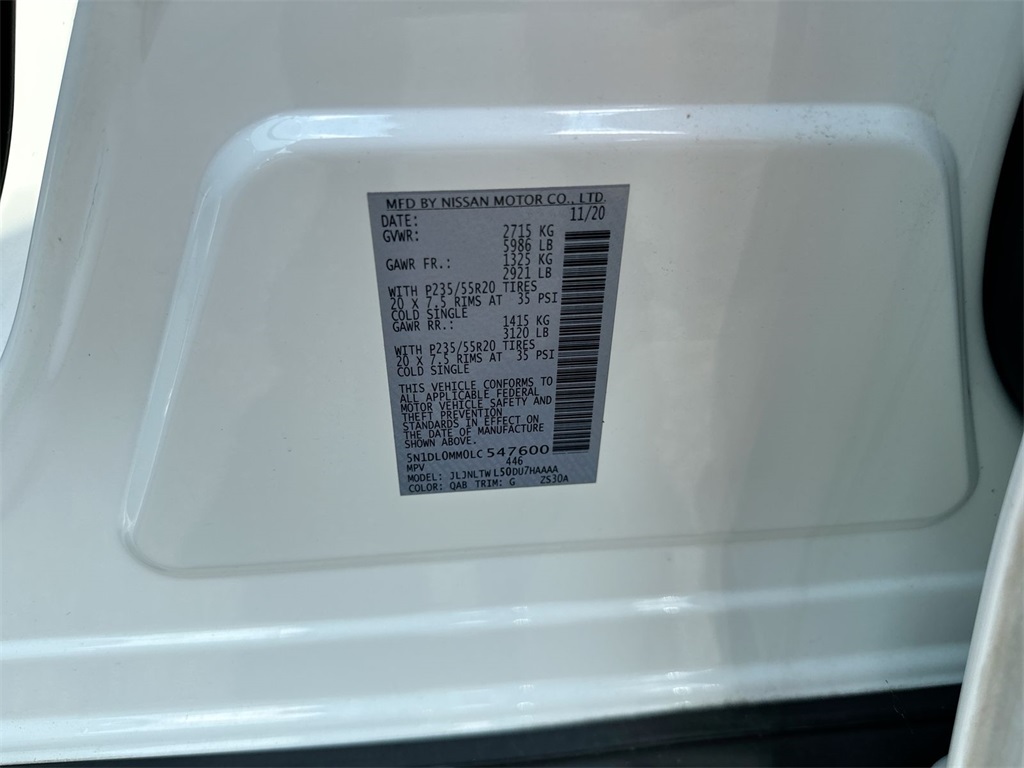 MFD BY NISSAN MOTOR CO., LTD.
DATE: 11/20
GVWR: 2715 KG
5986 LB
GAWR FR.: 1325 KG
2921 LB
WITH P235/55R20 TIRES
20 X 7.5 RIMS AT 35 PSI
COLD SINGLE
GAWR RR.: 1415 KG
3120 LB
WITH P235/55R20 TIRES
20 X 7.5 RIMS AT 35 PSI
COLD SINGLE
THIS VEHICLE CONFORMS TO
ALL APPLICABLE FEDERAL
MOTOR VEHICLE SAFETY AND
THEFT PREVENTION
STANDARDS IN EFFECT ON
THE DATE OF MANUFACTURE
SHOWN ABOVE.
5N1DL0MM0LC 547600
MPV 446
MODEL: JLJNLTW L50DU7HAAAA
COLOR: QAB TRIM: G ZS30A